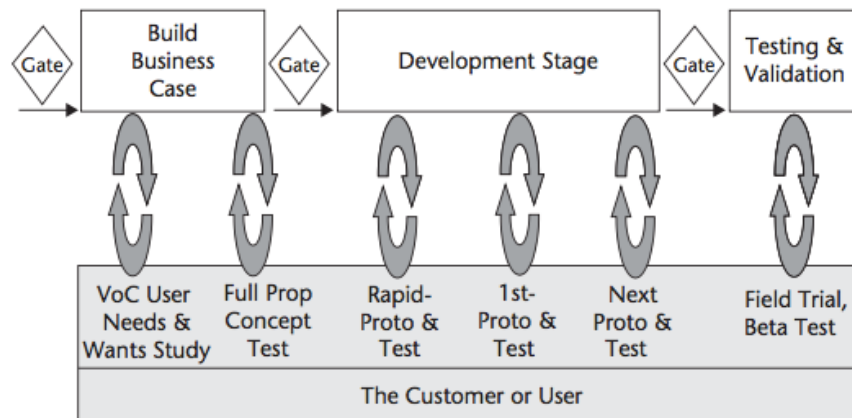 Gate
Build
Business
Case
Gate
Development Stage
Gate
Testing &
Validation
VoC User
Needs &
Wants Study
Full Prop
Concept
Test
Rapid-
Proto &
Test
1st-
Proto &
Test
Next
Proto &
Test
Field Trial,
Beta Test
The Customer or User